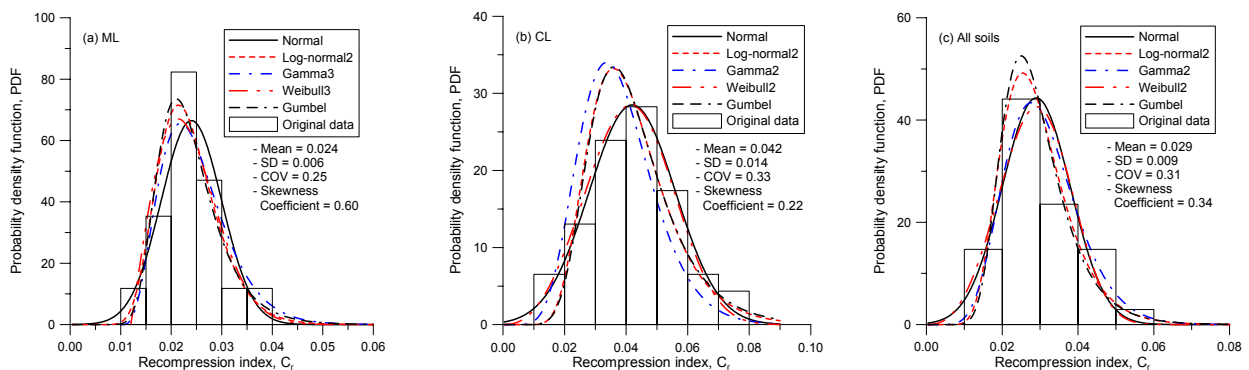 (a) ML
Normal
Log-normal2
Gamma3
Weibull3
Gumbel
Original data
- Mean = 0.024
- SD = 0.006
- COV = 0.25
- Skewness
Coefficient = 0.60
Probability density function, PDF
100
80
60
40
20
0
0.00 0.01 0.02 0.03 0.04 0.05 0.06
Recompression index, Cr
(b) CL
Normal
Log-normal2
Gamma2
Weibull2
Gumbel
Original data
- Mean = 0.042
- SD = 0.014
- COV = 0.33
- Skewness
Coefficient = 0.22
Probability density function, PDF
40
30
20
10
0
0.00 0.02 0.04 0.06 0.08 0.10
Recompression index, Cr
(c) All soils
Normal
Log-normal2
Gamma2
Weibull2
Gumbel
Original data
- Mean = 0.029
- SD = 0.009
- COV = 0.31
- Skewness
Coefficient = 0.34
Probability density function, PDF
60
40
20
0
0.00 0.02 0.04 0.06 0.08
Recompression index, Cr